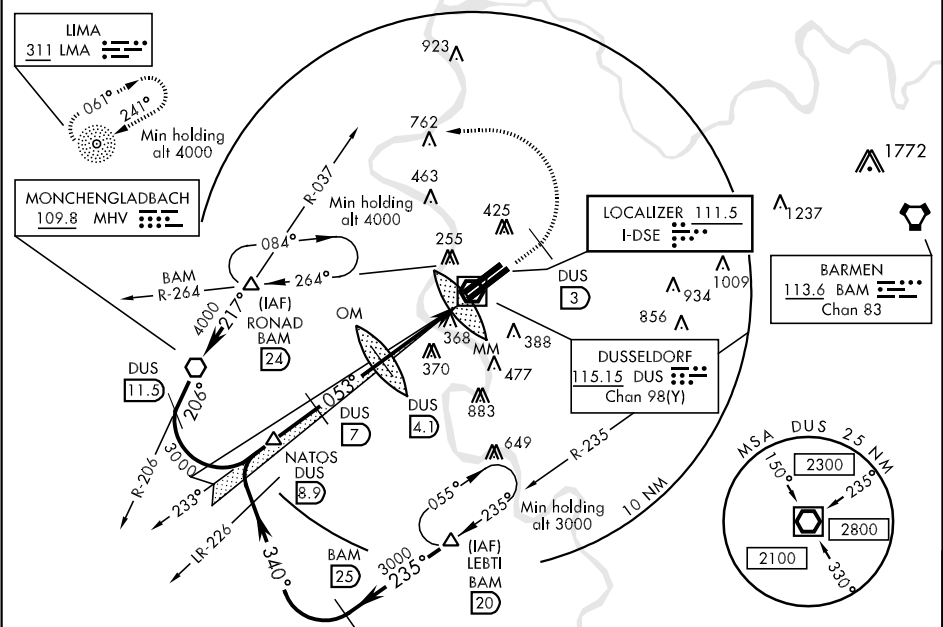 LIMA
311 LMA
061°
241°
Min holding
alt 4000
923
762
463
425
255
1772
1237
1009
934
856
MONCHENGLADBACH
109.8 MHV
R-037
Min holding
alt 4000
084°
264°
BAM
R-264
4000
217°
(IAF)
RONAD
BAM
24
LOCALIZER 111.5
I-DSE
DUS
3
BARMEN
113.6 BAM
Chan 83
OM
368
MM
388
370
477
883
649
DUSSELDORF
115.15 DUS
Chan 98(Y)
DUS
11.5
206°
053°
DUS
7
DUS
4.1
NATOS
DUS
8.9
3000
R-206
233°
LR-226
340°
BAM
25
3000
235°
055°
235°
Min holding
alt 3000
(IAF)
LEBTI
BAM
20
R-235
10 NM
MSA DUS 25 NM
150°
2300
235°
2800
2100
330°